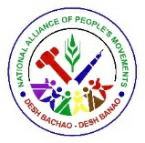 NATIONAL ALLIANCE OF PEOPLE'S MOVEMENTS
DESH BACHAO - DESH BANAO